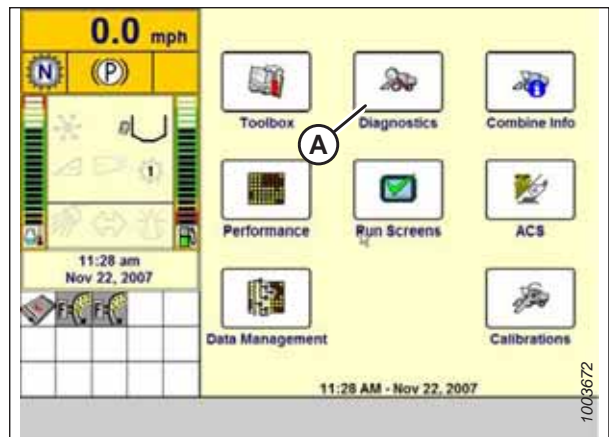 0.0 mph
N
(P)
1
11:28 am
Nov 22, 2007
F=
F=
Toolbox
Diagnostics
Combine Info
A
Performance
Run Screens
ACS
Data Management
Calibrations
11:28 AM - Nov 22, 2007
1003672